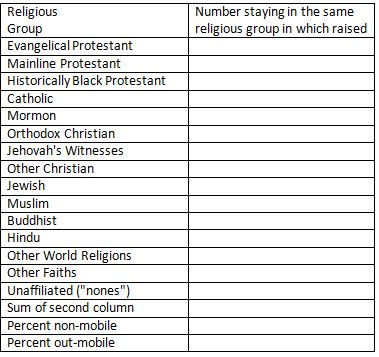 Religious
Group
Number staying in the same
religious group in which raised
Evangelical Protestant
Mainline Protestant
Historically Black Protestant
Catholic
Mormon
Orthodox Christian
Jehovah's Witnesses
Other Christian
Jewish
Muslim
Buddhist
Hindu
Other World Religions
Other Faiths
Unaffiliated ("nones")
Sum of second column
Percent non-mobile
Percent out-mobile